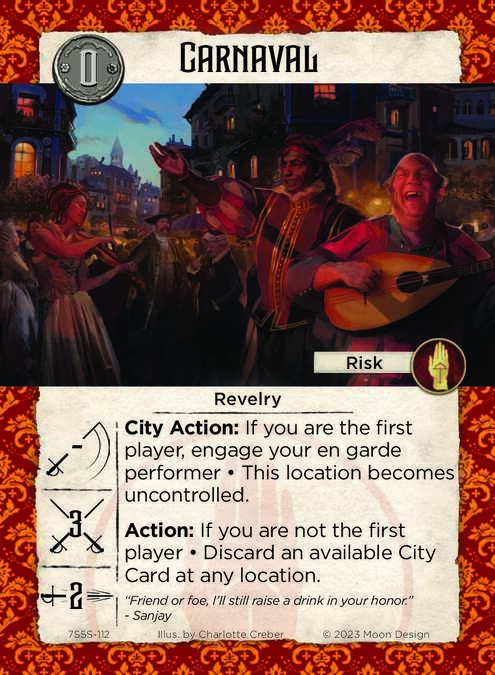 0
CARNAVAL
Risk
Revelry
City Action: If you are the first
player, engage your en garde
performer • This location becomes
uncontrolled.
Action: If you are not the first
player • Discard an available City
Card at any location.
-
3
2
“Friend or foe, I’ll still raise a drink in your honor.”
- Sanjay
7S5S-112 Illus. by Charlotte Creber © 2023 Moon Design